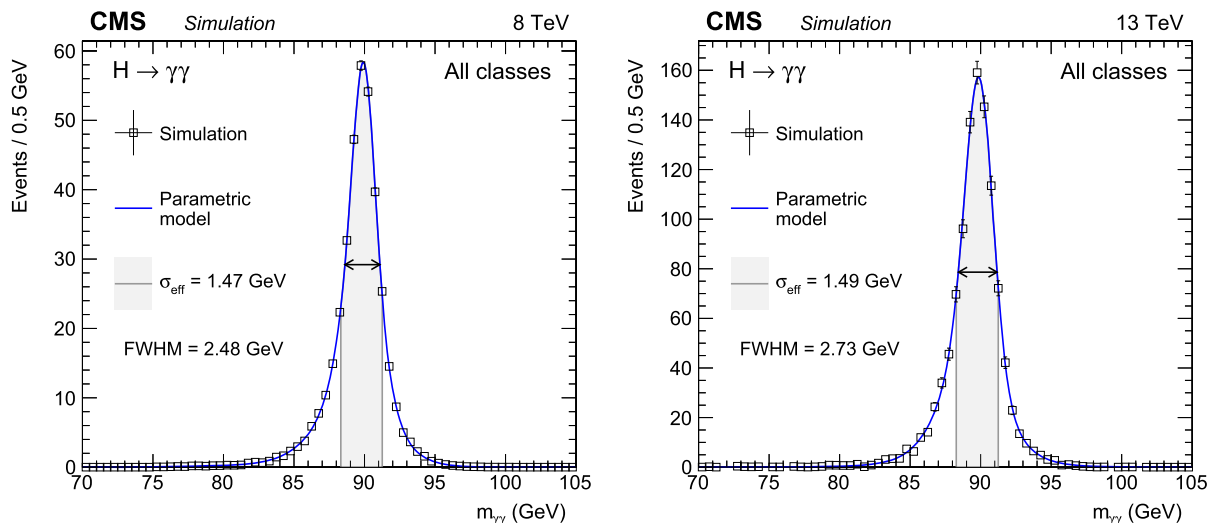 CMS Simulation 8 TeV
H → γγ
All classes
Simulation
Parametric
model
σeff = 1.47 GeV
FWHM = 2.48 GeV
Events / 0.5 GeV
60
50
40
30
20
10
0
70 75 80 85 90 95 100 105
mγγ (GeV)
CMS Simulation 13 TeV
H → γγ
All classes
Simulation
Parametric
model
σeff = 1.49 GeV
FWHM = 2.73 GeV
Events / 0.5 GeV
160
140
120
100
80
60
40
20
0
70 75 80 85 90 95 100 105
mγγ (GeV)